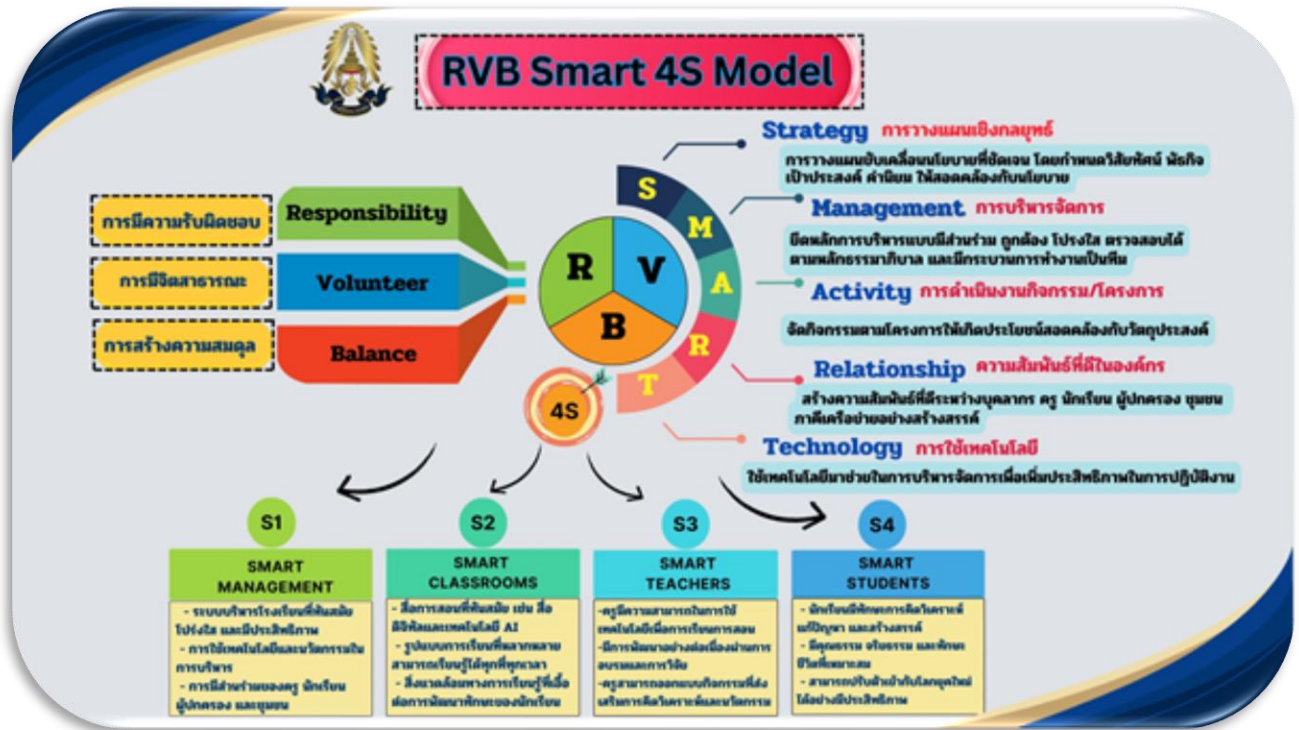 RVB Smart 4S Model
Responsibility
การมีความรับผิดชอบ
Volunteer
การมีจิตสาธารณะ
Balance
การสร้างความสมดุล
R
V
B
S
M
A
R
T
4S
Strategy การวางแผนเชิงกลยุทธ์
การวางแผนขับเคลื่อนนโยบายที่ชัดเจน โดยกำหนดวิสัยทัศน์ พันธกิจ
เป้าประสงค์ ค่านิยม ให้สอดคล้องกับนโยบาย
Management การบริหารจัดการ
ยึดหลักการบริหารแบบมีส่วนร่วม ถูกต้อง โปร่งใส ตรวจสอบได้
ตามหลักธรรมาภิบาล และมีกระบวนการทำงานเป็นทีม
Activity การดำเนินงานกิจกรรม/โครงการ
จัดกิจกรรมตามโครงการให้เกิดประโยชน์สอดคล้องกับวัตถุประสงค์
Relationship ความสัมพันธ์ที่ดีในองค์กร
สร้างความสัมพันธ์ที่ดีระหว่างบุคลากร ครู นักเรียน ผู้ปกครอง ชุมชน
ภาคีเครือข่ายอย่างสร้างสรรค์
Technology การใช้เทคโนโลยี
ใช้เทคโนโลยีมาช่วยในการบริหารจัดการเพื่อเพิ่มประสิทธิภาพในการปฏิบัติงาน
S1
SMART
MANAGEMENT
- ระบบบริหารโรงเรียนที่ทันสมัย
โปร่งใส และมีประสิทธิภาพ
- การใช้เทคโนโลยีและนวัตกรรมใน
การบริหาร
- การมีส่วนร่วมของครู นักเรียน
ผู้ปกครอง และชุมชน
S2
SMART
CLASSROOMS
- สื่อการสอนที่ทันสมัย เช่น สื่อ
ดิจิทัลและเทคโนโลยี AI
- รูปแบบการเรียนที่หลากหลาย
สามารถเรียนรู้ได้ทุกที่ทุกเวลา
- สิ่งแวดล้อมทางการเรียนรู้ที่เอื้อ
ต่อการพัฒนาทักษะของนักเรียน
S3
SMART
TEACHERS
-ครูมีความสามารถในการใช้
เทคโนโลยีเพื่อการเรียนการสอน
-มีการพัฒนาอย่างต่อเนื่องผ่านการ
อบรมและการวิจัย
-ครูสามารถออกแบบกิจกรรมที่ส่ง
เสริมการคิดวิเคราะห์และนวัตกรรม
S4
SMART
STUDENTS
- นักเรียนมีทักษะการคิดวิเคราะห์
แก้ปัญหา และสร้างสรรค์
- มีคุณธรรม จริยธรรม และทักษะ
ชีวิตที่เหมาะสม
- สามารถปรับตัวเข้ากับโลกยุคใหม่
ได้อย่างมีประสิทธิภาพ